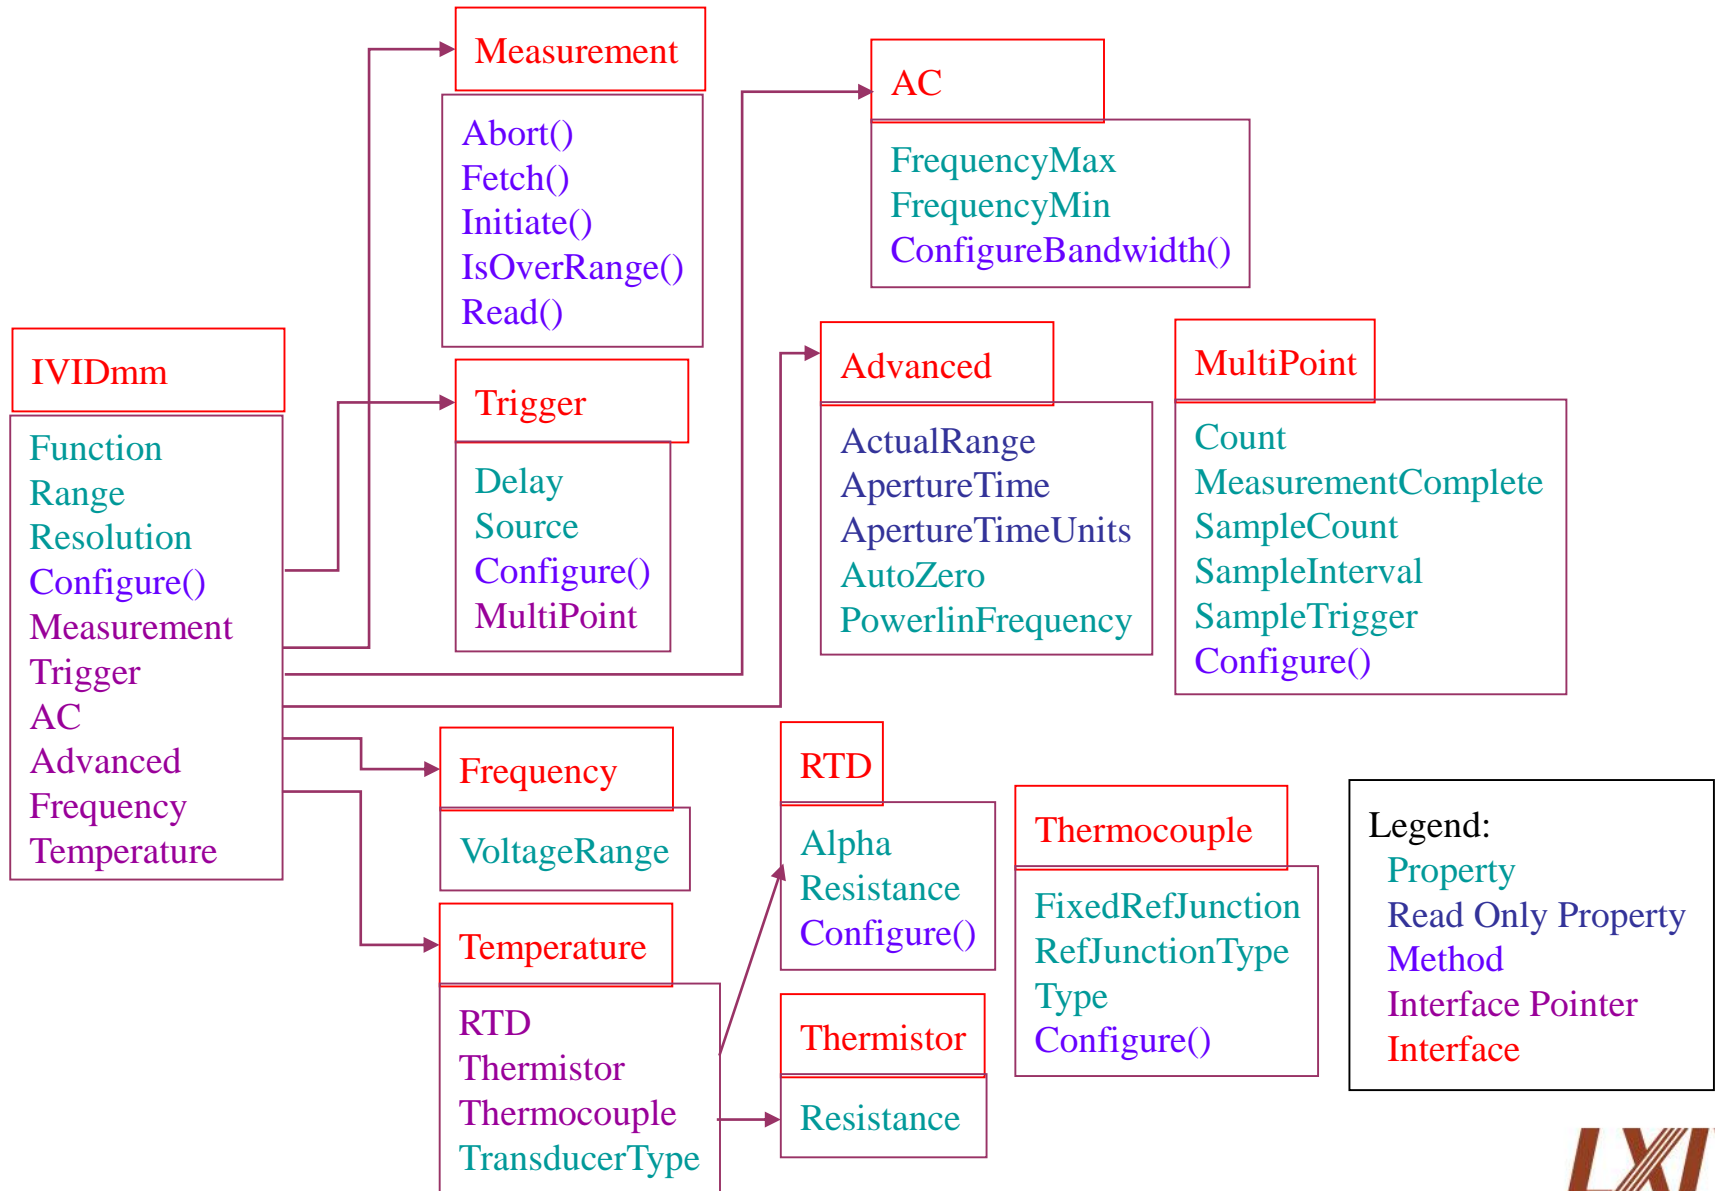 IVIDmm
Function
Range
Resolution
Configure()
Measurement
Trigger
AC
Advanced
Frequency
Temperature
Measurement
Abort()
Fetch()
Initiate()
IsOverRange()
Read()
Trigger
Delay
Source
Configure()
MultiPoint
AC
FrequencyMax
FrequencyMin
ConfigureBandwidth()
Advanced
ActualRange
ApertureTime
ApertureTimeUnits
AutoZero
PowerlinFrequency
MultiPoint
Count
MeasurementComplete
SampleCount
SampleInterval
SampleTrigger
Configure()
Frequency
VoltageRange
Temperature
RTD
Thermistor
Thermocouple
TransducerType
RTD
Alpha
Resistance
Configure()
Thermistor
Resistance
Thermocouple
FixedRefJunction
RefJunctionType
Type
Configure()
Legend:
Property
Read Only Property
Method
Interface Pointer
Interface
LXI